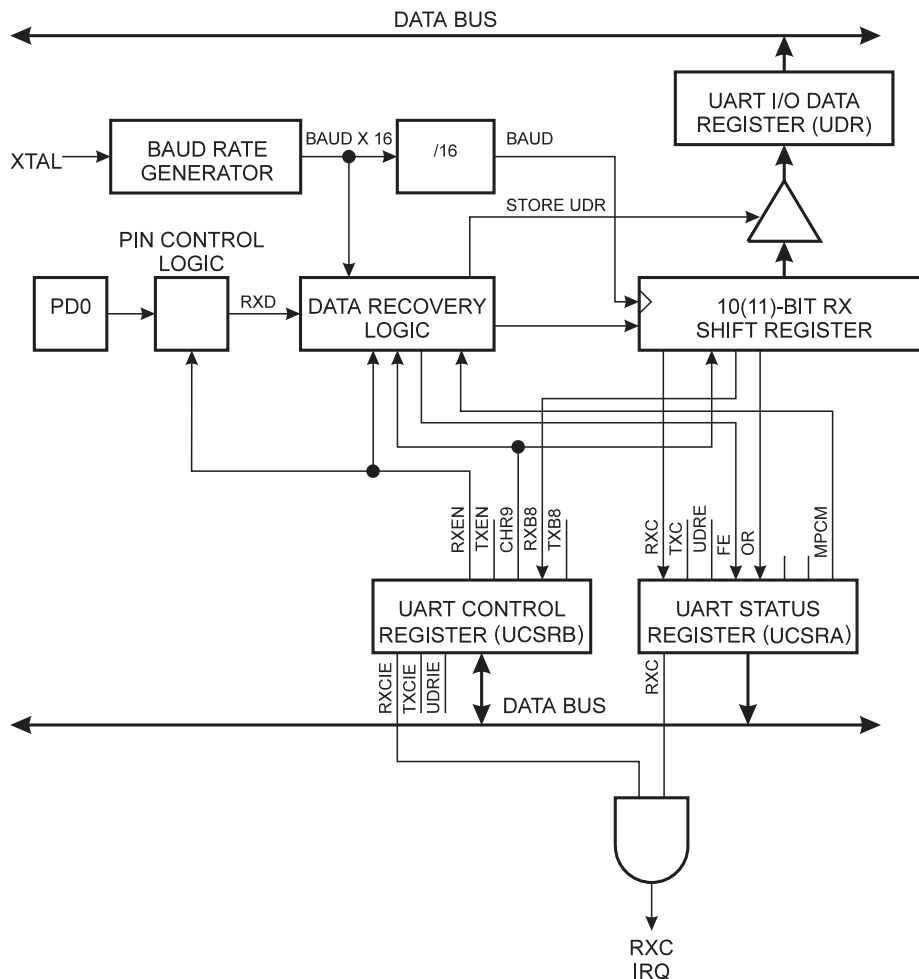 DATA BUS
UART I/O DATA
REGISTER (UDR)
XTAL
BAUD RATE
GENERATOR
BAUD X 16
/16
BAUD
STORE UDR
PIN CONTROL
LOGIC
PD0
RXD
DATA RECOVERY
LOGIC
10(11)-BIT RX
SHIFT REGISTER
RXEN
TXEN
CHR9
RXB8
TXB8
RXC
TXC
UDRE
FE
OR
MPCM
UART CONTROL
REGISTER (UCSRB)
UART STATUS
REGISTER (UCSRA)
RXCIE
TXCIE
UDRIE
RXC
DATA BUS
RXC
IRQ